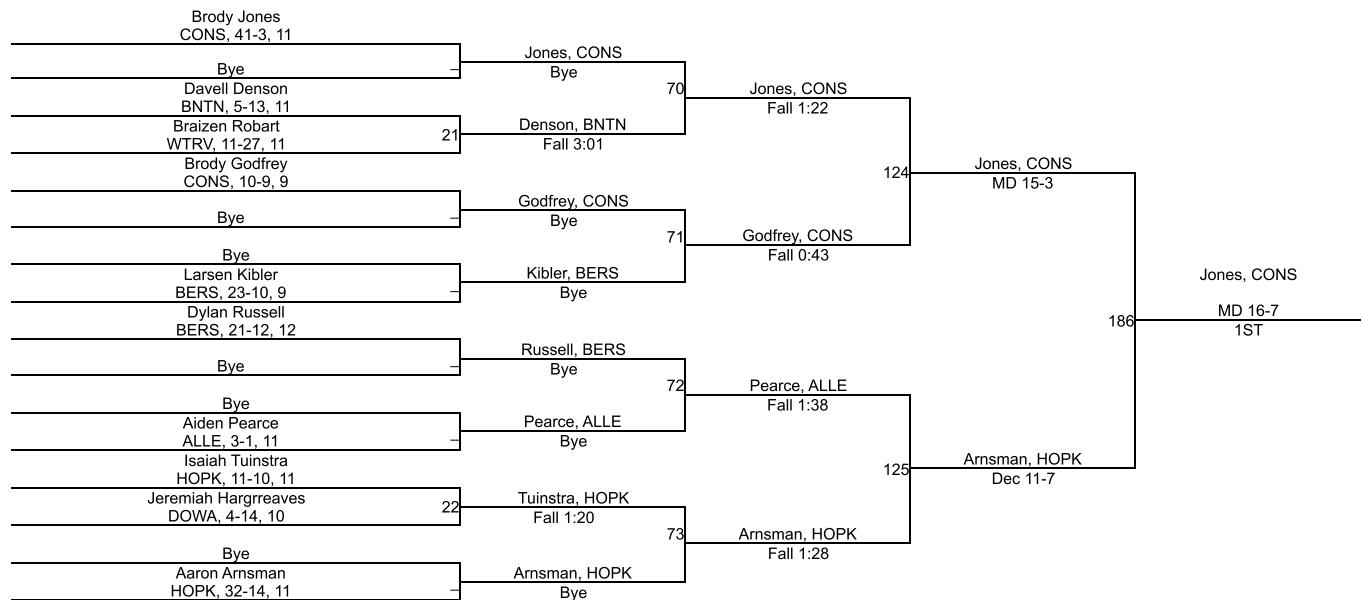 Brody Jones
CONS, 41-3, 11
Bye
–
Davell Denson
BNTN, 5-13, 11
Braizen Robart
WTRV, 11-27, 11
21
Brody Godfrey
CONS, 10-9, 9
Bye
–
Bye
Larsen Kibler
BERS, 23-10, 9
–
Dylan Russell
BERS, 21-12, 12
Bye
–
Bye
Aiden Pearce
ALLE, 3-1, 11
–
Isaiah Tuinstra
HOPK, 11-10, 11
Jeremiah Hargrreaves
DOWA, 4-14, 10
22
Bye
Aaron Arnsman
HOPK, 32-14, 11
–
Jones, CONS
Bye
70
Denson, BNTN
Fall 3:01
Godfrey, CONS
Bye
71
Kibler, BERS
Bye
Russell, BERS
Bye
72
Pearce, ALLE
Bye
Tuinstra, HOPK
Fall 1:20
73
Arnsman, HOPK
Bye
Jones, CONS
Fall 1:22
124
Godfrey, CONS
Fall 0:43
Pearce, ALLE
Fall 1:38
125
Arnsman, HOPK
Fall 1:28
Jones, CONS
MD 15-3
186
Arnsman, HOPK
Dec 11-7
Jones, CONS
MD 16-7
1ST